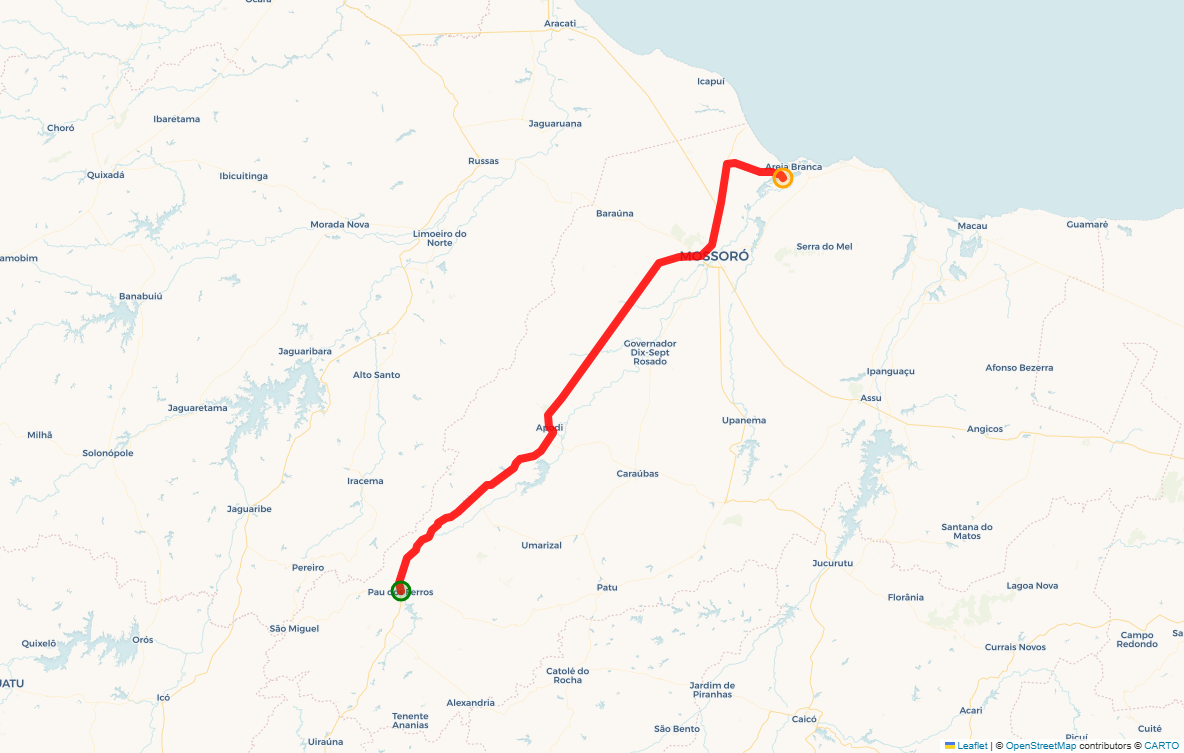 Ocara
Aracati
Icapuí
Ibaretama
Jaguaruana
Choró
Russas
Areia Branca
Quixadá
Ibicuitinga
Baraúna
Morada Nova
Macau
Guamaré
Limoeiro do
Norte
Serra do Mel
MOSSORÓ
amobim
Banabuiú
Governador
Dix-Sept
Rosado
Jaguaribara
Afonso Bezerra
Ipanguaçu
Alto Santo
Assu
Jaguaretama
Upanema
Apodi
Angicos
Milhã
Solonópole
Caraúbas
Iracema
Jaguaribe
Santana do
Matos
Umarizal
Jucurutu
Pereiro
Lagoa Nova
Patu
Pau dos Ferros
Florânia
São Miguel
Campo
Redondo
Sa
Orós
Quixelô
Currais Novos
Catolé do
Rocha
IATU
Jardim de
Piranhas
Icó
Alexandria
Acari
Tenente
Ananias
Caicó
São Bento
Cuité
Picuí
Uiraúna
Leaflet | © OpenStreetMap contributors © CARTO